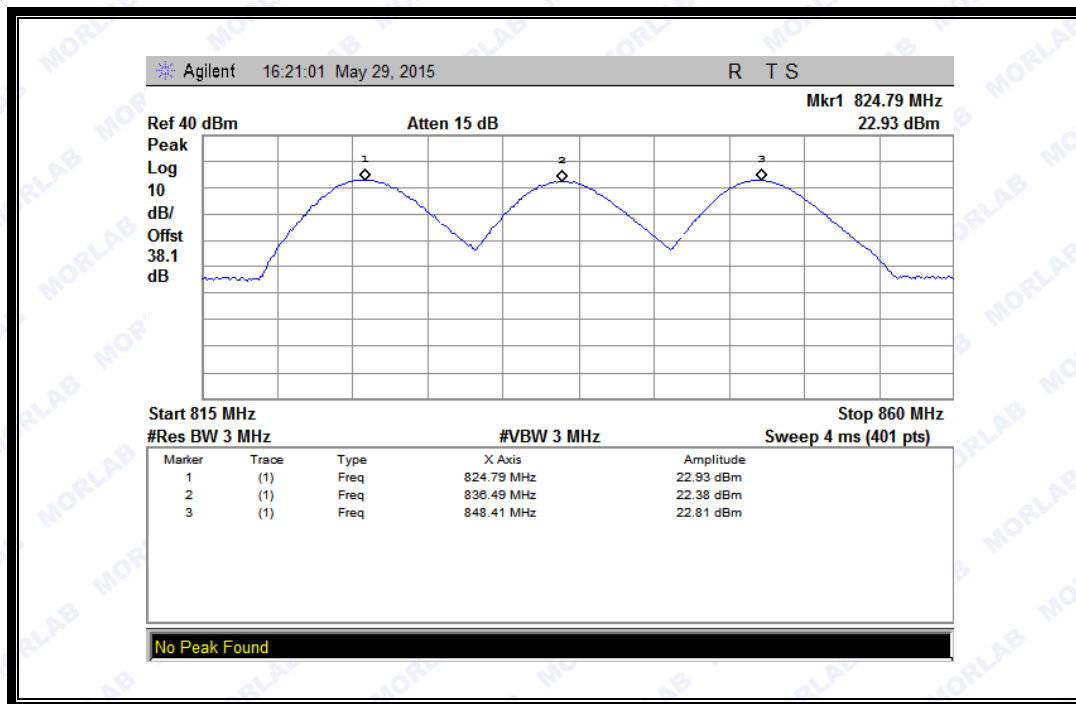 Agilent 16:21:01 May 29, 2015 R T S
Mkr1 824.79 MHz
Ref 40 dBm Atten 15 dB 22.93 dBm
Peak
Log
10
dB/
Offst
38.1
dB
1 2 3
Start 815 MHz Stop 860 MHz
#Res BW 3 MHz #VBW 3 MHz Sweep 4 ms (401 pts)
Marker Trace Type X Axis Amplitude
1 (1) Freq 824.79 MHz 22.93 dBm
2 (1) Freq 836.49 MHz 22.38 dBm
3 (1) Freq 848.41 MHz 22.81 dBm
No Peak Found
MORLAB